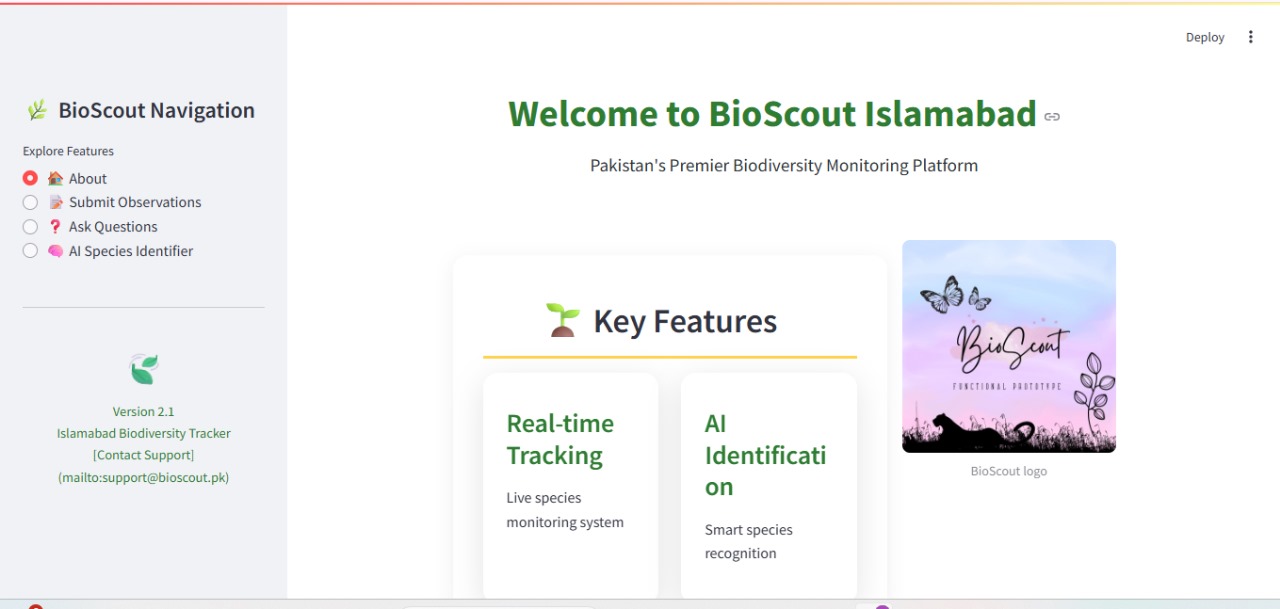 Deploy
BioScout Navigation
Explore Features
About
Submit Observations
Ask Questions
AI Species Identifier
Version 2.1
Islamabad Biodiversity Tracker
[Contact Support]
(mailto:support@bioscout.pk)
Welcome to BioScout Islamabad
Pakistan's Premier Biodiversity Monitoring Platform
Key Features
Real-time
Tracking
Live species
monitoring system
AI
Identificati
on
Smart species
recognition
BioScout
FUNCTIONAL PROTOTYPE
BioScout logo